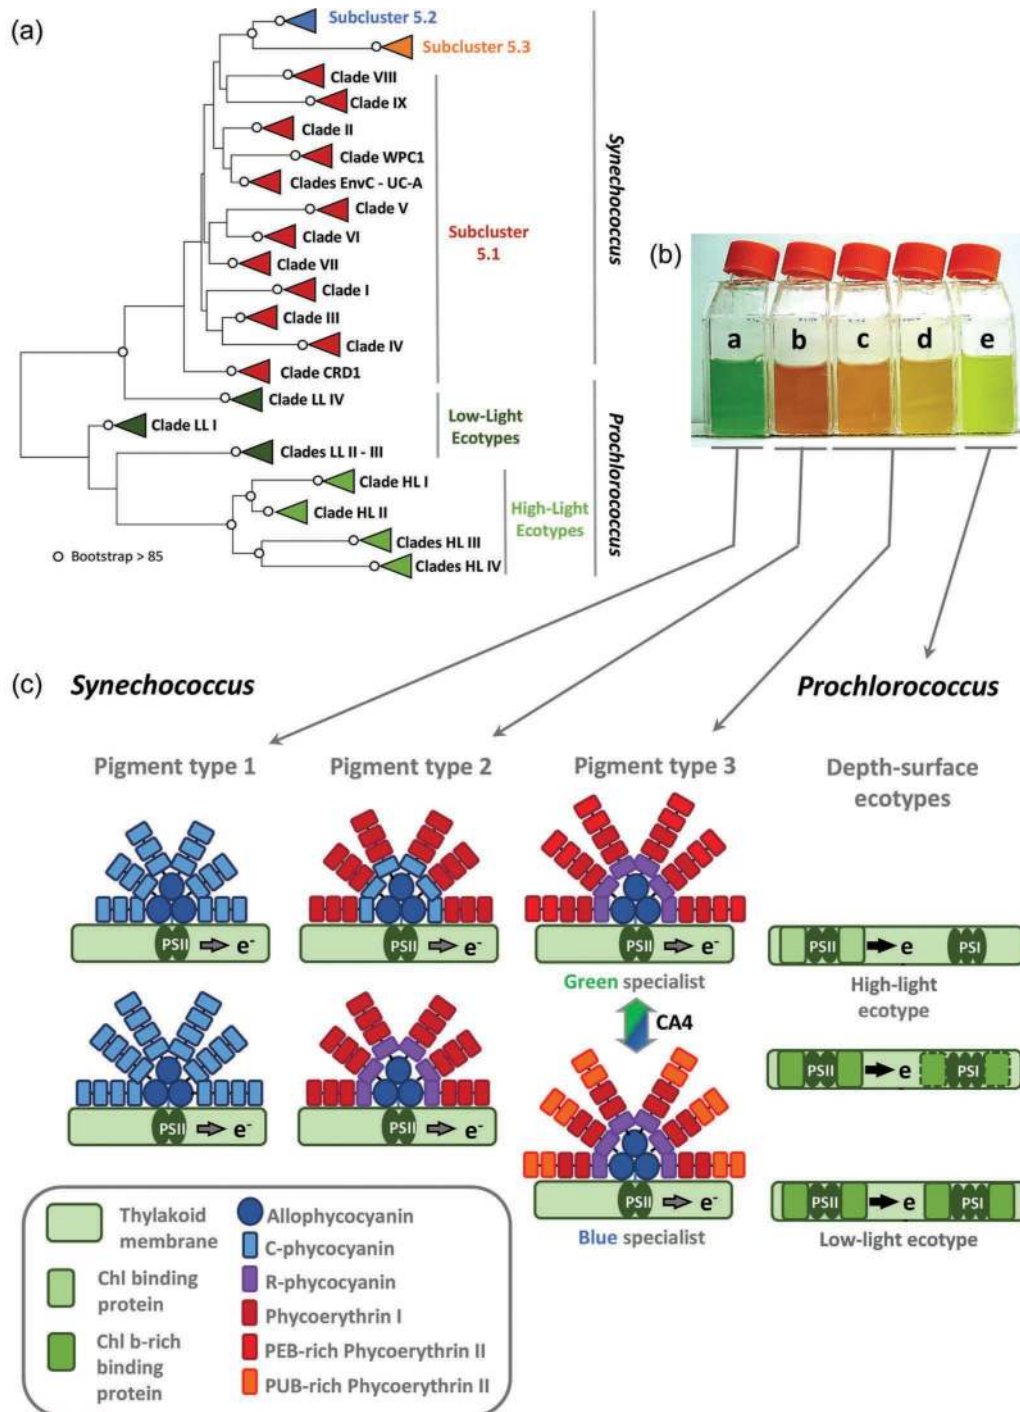 (a)
Subcluster 5.2
Subcluster 5.3
Clade VIII
Clade IX
Clade II
Clade WPC1
Clades EnvC - UC-A
Clade V
Clade VI
Clade VII
Clade I
Clade III
Clade IV
Clade CRD1
Clade LL IV
Clade LL I
Clades LL II - III
Clade HL I
Clade HL II
Clades HL III
Clades HL IV
Bootstrap > 85
Subcluster
5.1
Low-Light
Ecotypes
High-Light
Ecotypes
Synechococcus
Prochlorococcus
(b)
a
b
c
d
e
(c)
Synechococcus
Prochlorococcus
Pigment type 1
Pigment type 2
Pigment type 3
Depth-surface
ecotypes
PSII
e-
PSII
e-
PSII
e-
PSII
e
PSI
Green specialist
High-light
ecotype
CA4
PSII
e
PSI
PSII
e-
PSII
e-
PSII
e-
PSII
e
PSI
Blue specialist
Low-light ecotype
Thylakoid
membrane
Chl binding
protein
Chl b-rich
binding
protein
Allophycocyanin
C-phycocyanin
R-phycocyanin
Phycoerythrin I
PEB-rich Phycoerythrin II
PUB-rich Phycoerythrin II